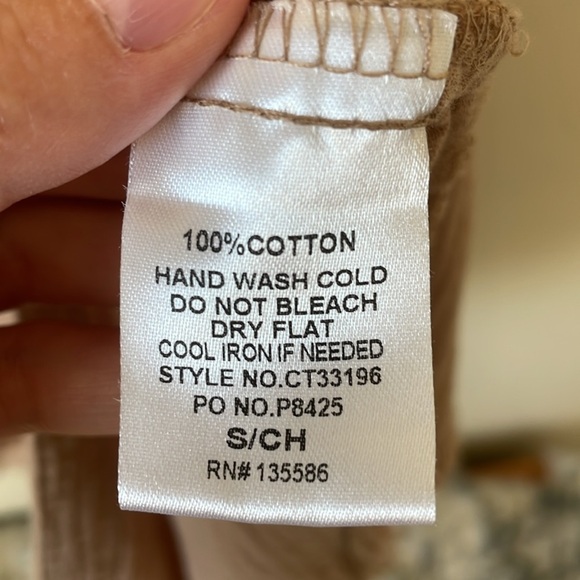 100%COTTON
HAND WASH COLD
DO NOT BLEACH
DRY FLAT
COOL IRON IF NEEDED
STYLE NO.CT33196
PO NO.P8425
S/CH
RN# 135586